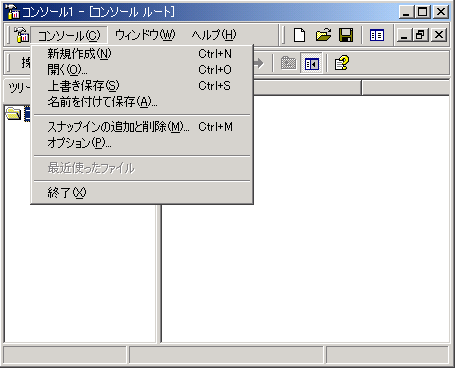 コンソール1 - [コンソール ルート]
コンソール(C) ウィンドウ(W) ヘルプ(H)
新規作成(N) Ctrl+N
開く(O)... Ctrl+O
上書き保存(S) Ctrl+S
名前を付けて保存(A)...
ツリー
スナップインの追加と削除(M)... Ctrl+M
オプション(P)...
最近使ったファイル
終了(X)